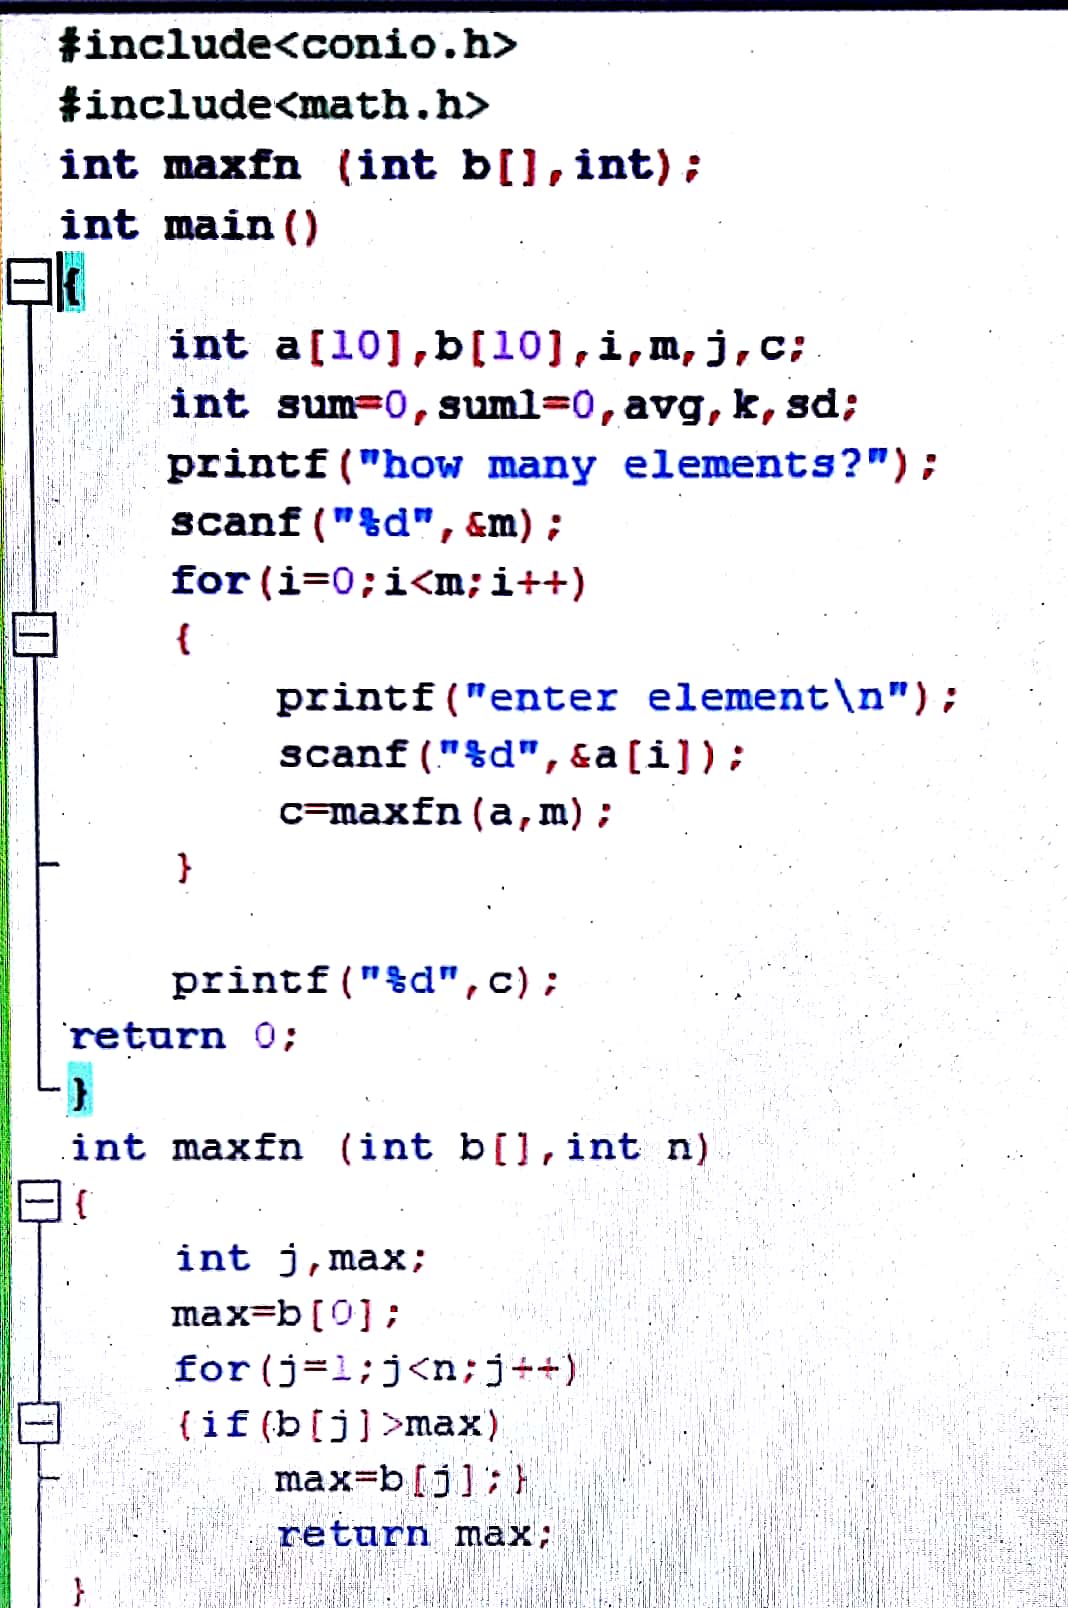 #include<conio.h>
#include<math.h>
int maxfn (int b[],int);
int main()
{
int a[10],b[10],i,m,j,c;
int sum=0,sum1=0,avg,k,sd;
printf("how many elements?");
scanf("%d",&m);
for(i=0;i<m;i++)
{
printf("enter element\n");
scanf("%d",&a[i]);
c=maxfn(a,m);
}
printf("%d",c);
return 0;
}
int maxfn (int b[],int n)
{
int j,max;
max=b[0];
for(j=1;j<n;j++)
{if(b[j]>max)
max=b[j];}
return max;
}